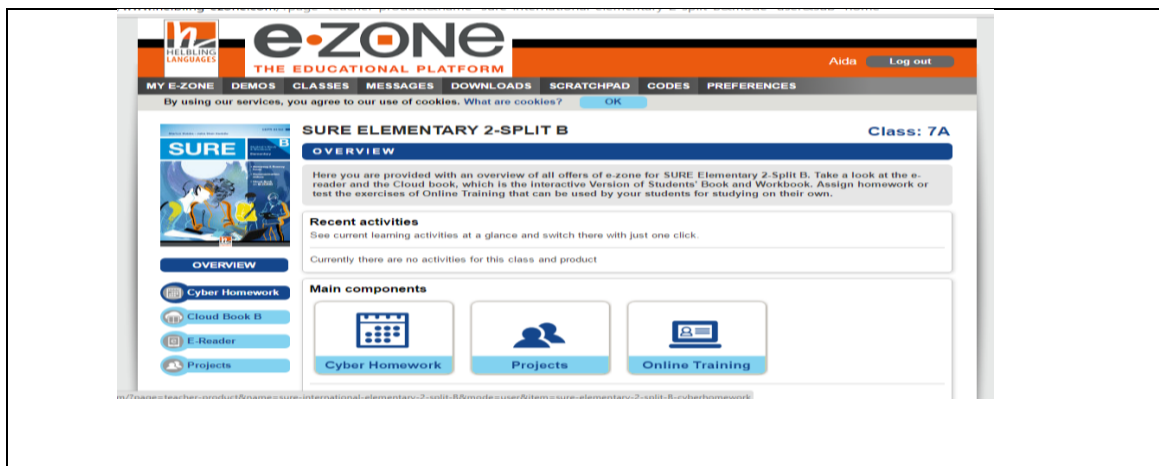 HELBLING
LANGUAGES
e•zone
THE EDUCATIONAL PLATFORM
Aida Log out
MY E-ZONE DEMOS CLASSES MESSAGES DOWNLOADS SCRATCHPAD CODES PREFERENCES
By using our services, you agree to our use of cookies. What are cookies? OK
SURE ELEMENTARY 2-SPLIT B Class: 7A
SURE B
OVERVIEW
Here you are provided with an overview of all offers of e-zone for SURE Elementary 2-Split B. Take a look at the e-
reader and the Cloud book, which is the interactive Version of Students' Book and Workbook. Assign homework or
test the exercises of Online Training that can be used by your students for studying on their own.
Recent activities
See current learning activities at a glance and switch there with just one click.
Currently there are no activities for this class and product
OVERVIEW
Cyber Homework
Cloud Book B
E-Reader
Projects
Main components
Cyber Homework Projects Online Training
m/?page=teacher-product&name=sure-international-elementary-2-split-B&mode=user&item=sure-elementary-2-split-B-cyberhomework